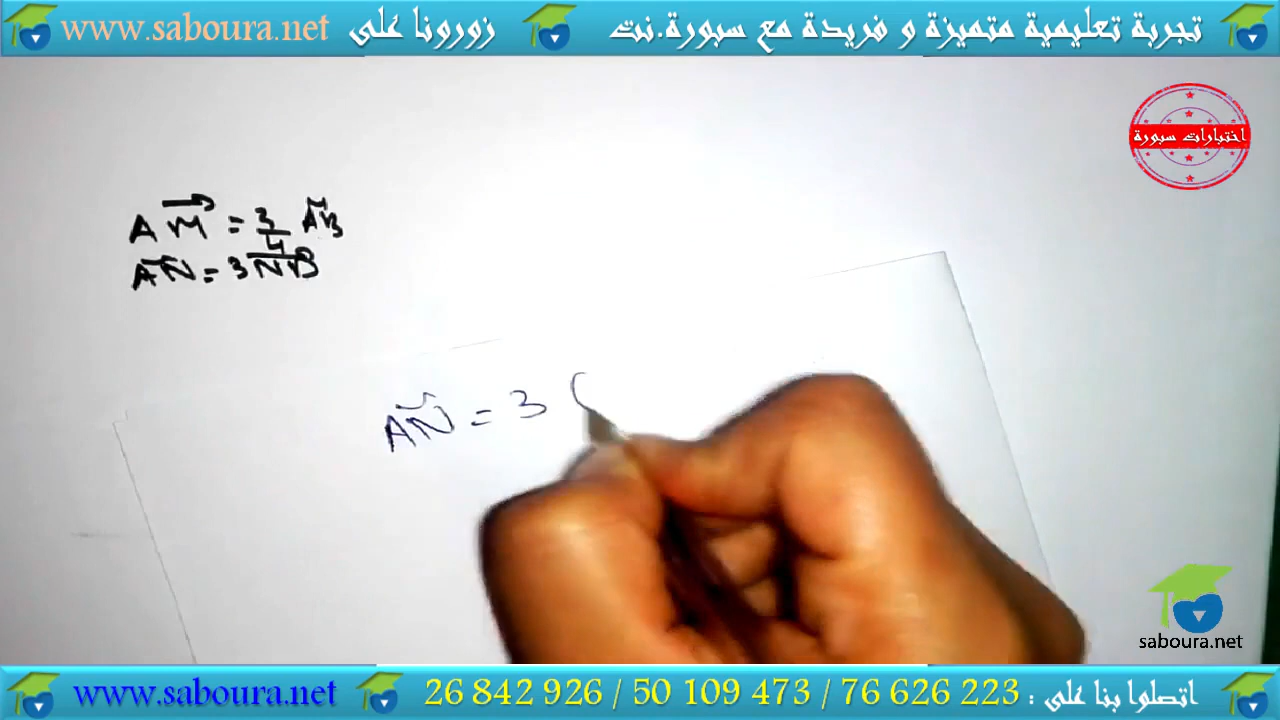 www.saboura.net زورونا على تجربة تعليمية متميزة و فريدة مع سبورة.نت
اختبارات سبورة
AM = 3/4 AB
AN = 3 NB
AN = 3 (
saboura.net
www.saboura.net 26 842 926 / 50 109 473 / 76 626 223 : اتصلوا بنا على